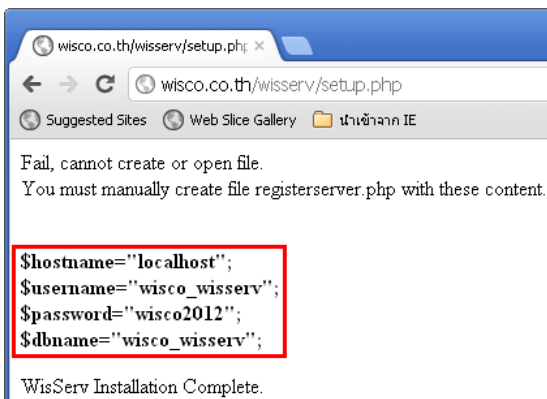 wisco.co.th/wisserv/setup.php
wisco.co.th/wisserv/setup.php
Suggested Sites Web Slice Gallery นำเข้าจาก IE
Fail, cannot create or open file.
You must manually create file registerserver.php with these content.
$hostname="localhost";
$username="wisco_wisserv";
$password="wisco2012";
$dbname="wisco_wisserv";
WisServ Installation Complete.